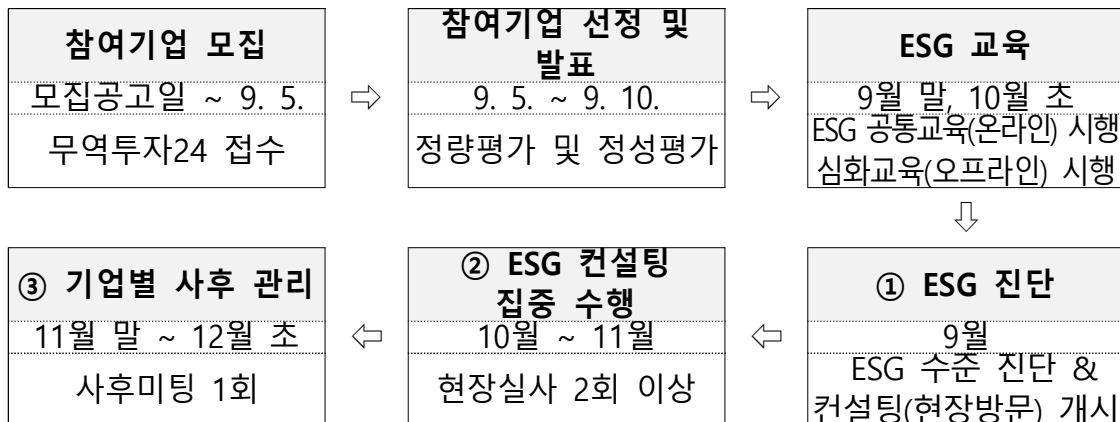 참여기업 모집
모집공고일 ~ 9. 5.
무역투자24 접수
⇨
참여기업 선정 및
발표
9. 5. ~ 9. 10.
정량평가 및 정성평가
⇨
ESG 교육
9월 말, 10월 초
ESG 공통교육(온라인) 시행
심화교육(오프라인) 시행
⇩
① ESG 진단
9월
ESG 수준 진단 &
컨설팅(현장방문) 개시
⇦
② ESG 컨설팅
집중 수행
10월 ~ 11월
현장실사 2회 이상
⇦
③ 기업별 사후 관리
11월 말 ~ 12월 초
사후미팅 1회